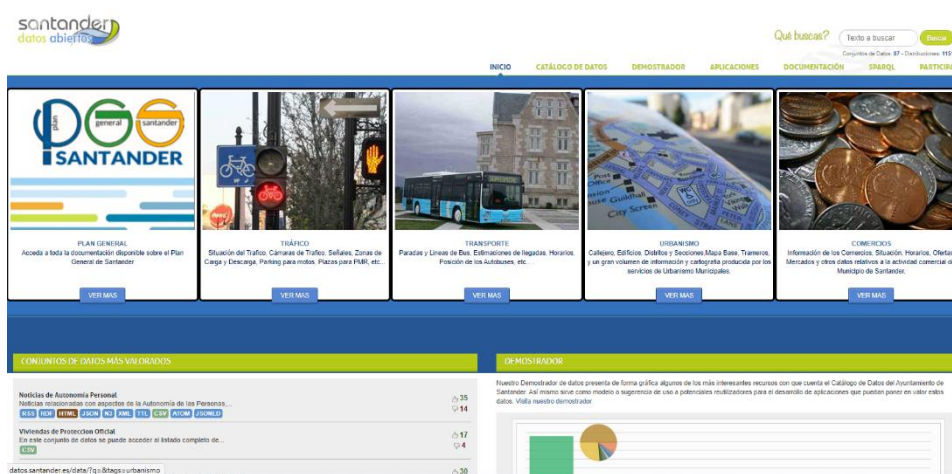 santander
datos abiertos
Qué buscas?
Texto a buscar
Buscar
Conjuntos de Datos: 87 - Distribuciones: 115
INICIO
CATÁLOGO DE DATOS
DEMOSTRADOR
APLICACIONES
DOCUMENTACIÓN
SPARQL
PARTICIPA
plan
general
santander
PGS
SANTANDER
Post
Office
Guildhall
City Screen
PLAN GENERAL
Acceda a toda la documentación disponible sobre el Plan
General de Santander
VER MAS
TRÁFICO
Situación del Trafico, Cámaras de Trafico, Señales, Zonas de
Carga y Descarga, Parking para motos, Plazas para PMR, etc...
VER MAS
TRANSPORTE
Paradas y Lineas de Bus, Estimaciones de llegadas, Horarios,
Posición de los Autobuses, etc...
VER MAS
URBANISMO
Callejero, Edificios, Distritos y Secciones,Mapa Base, Trameros,
y un gran volumen de información y cartografia producida por los
servicios de Urbanismo Municipales.
VER MAS
COMERCIOS
Información de los Comercios, Situación, Horarios, Ofertas
Mercados y otros datos relativos a la actividad comercial de
Municipio de Santander.
VER MAS
CONJUNTOS DE DATOS MÁS VALORADOS
Noticias de Autonomía Personal
Noticias relacionadas con aspectos de la Autonomía de las Personas,...
RSS RDF HTML JSON N3 XML TTL CSV ATOM JSONLD
35
14
Viviendas de Proteccion Oficial
En este conjunto de datos se puede acceder al listado completo de...
CSV
17
4
30
datos.santander.es/data/?q=&tags=urbanismo
DEMOSTRADOR
Nuestro Demostrador de datos presenta de forma gráfica algunos de los más interesantes recursos con que cuenta el Catálogo de Datos del Ayuntamiento de
Santander. Así mismo sirve como modelo o sugerencia de uso a potenciales reutilizadores para el desarrollo de aplicaciones que puedan poner en valor estos
datos. Visita nuestro demostrador